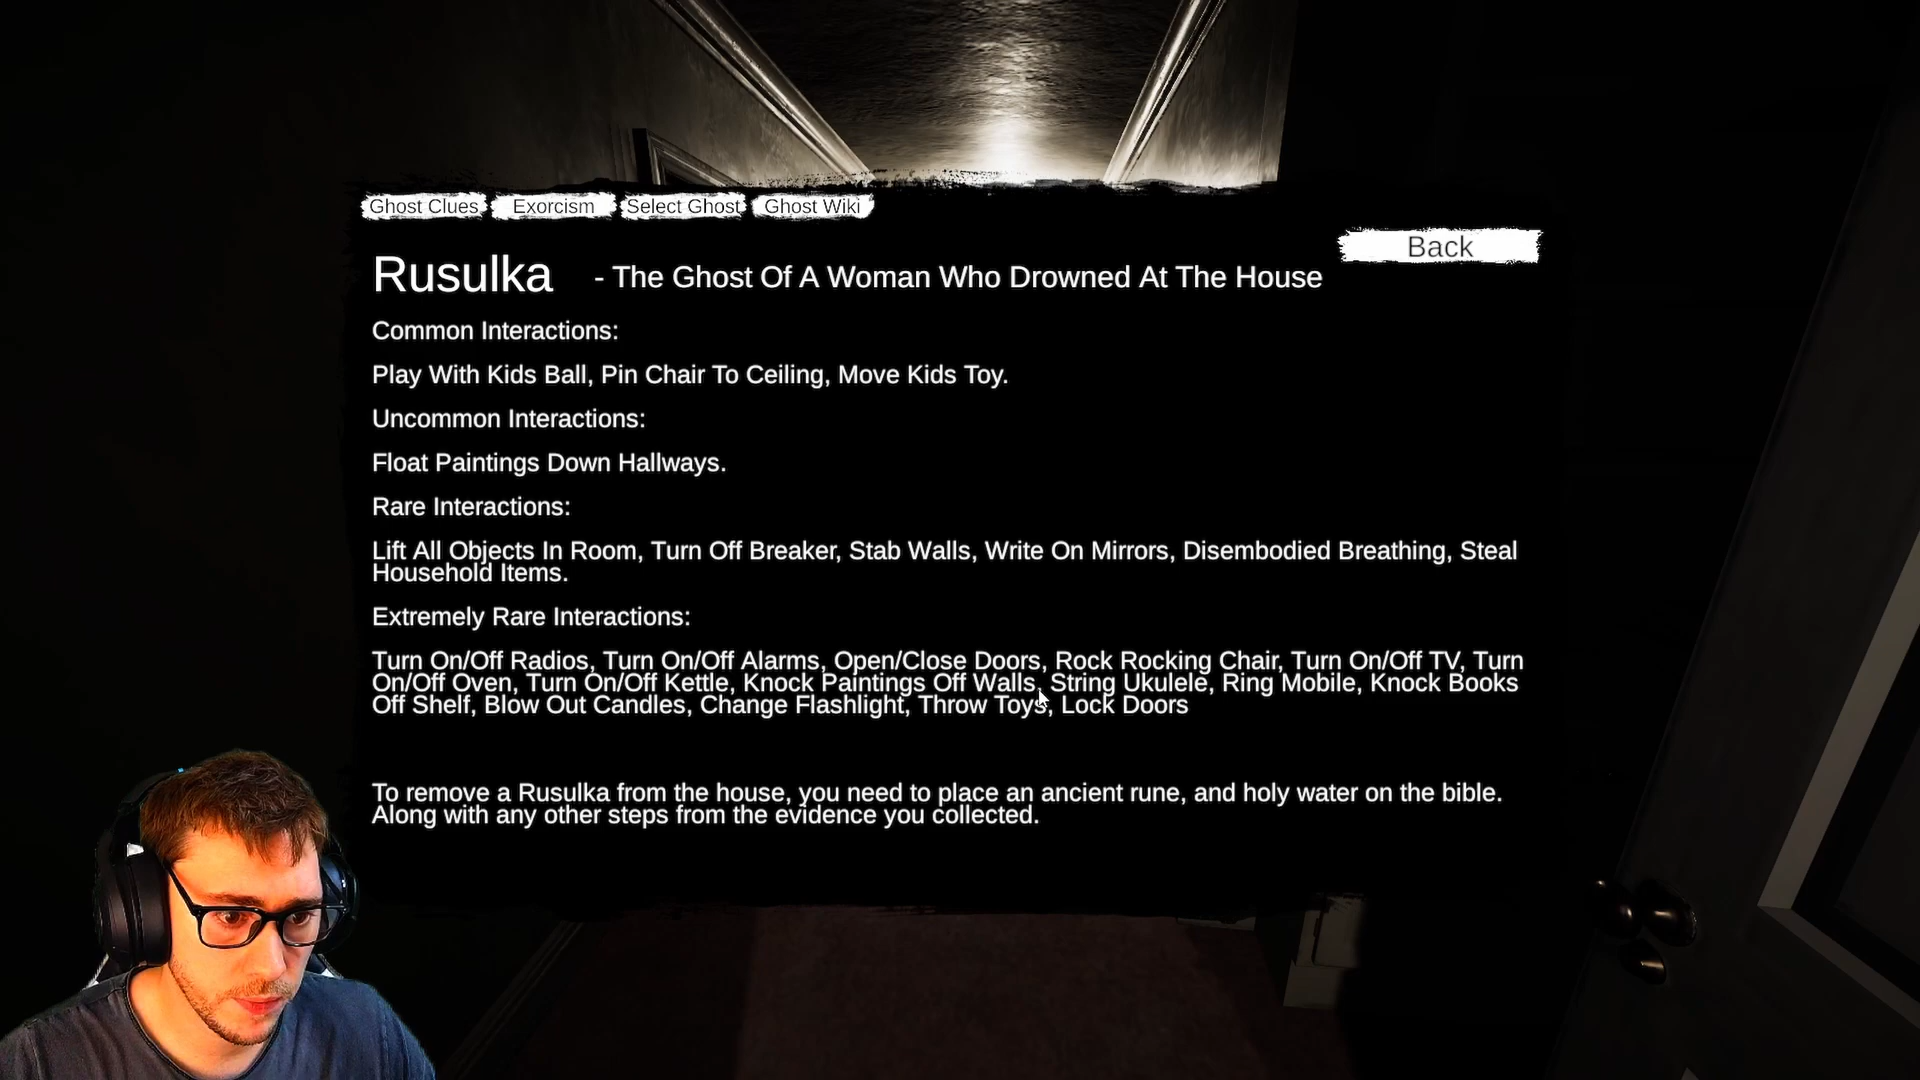 Ghost Clues Exorcism Select Ghost Ghost Wiki
Back
Rusulka - The Ghost Of A Woman Who Drowned At The House
Common Interactions:
Play With Kids Ball, Pin Chair To Ceiling, Move Kids Toy.
Uncommon Interactions:
Float Paintings Down Hallways.
Rare Interactions:
Lift All Objects In Room, Turn Off Breaker, Stab Walls, Write On Mirrors, Disembodied Breathing, Steal
Household Items.
Extremely Rare Interactions:
Turn On/Off Radios, Turn On/Off Alarms, Open/Close Doors, Rock Rocking Chair, Turn On/Off TV, Turn
On/Off Oven, Turn On/Off Kettle, Knock Paintings Off Walls, String Ukulele, Ring Mobile, Knock Books
Off Shelf, Blow Out Candles, Change Flashlight, Throw Toys, Lock Doors
To remove a Rusulka from the house, you need to place an ancient rune, and holy water on the bible.
Along with any other steps from the evidence you collected.